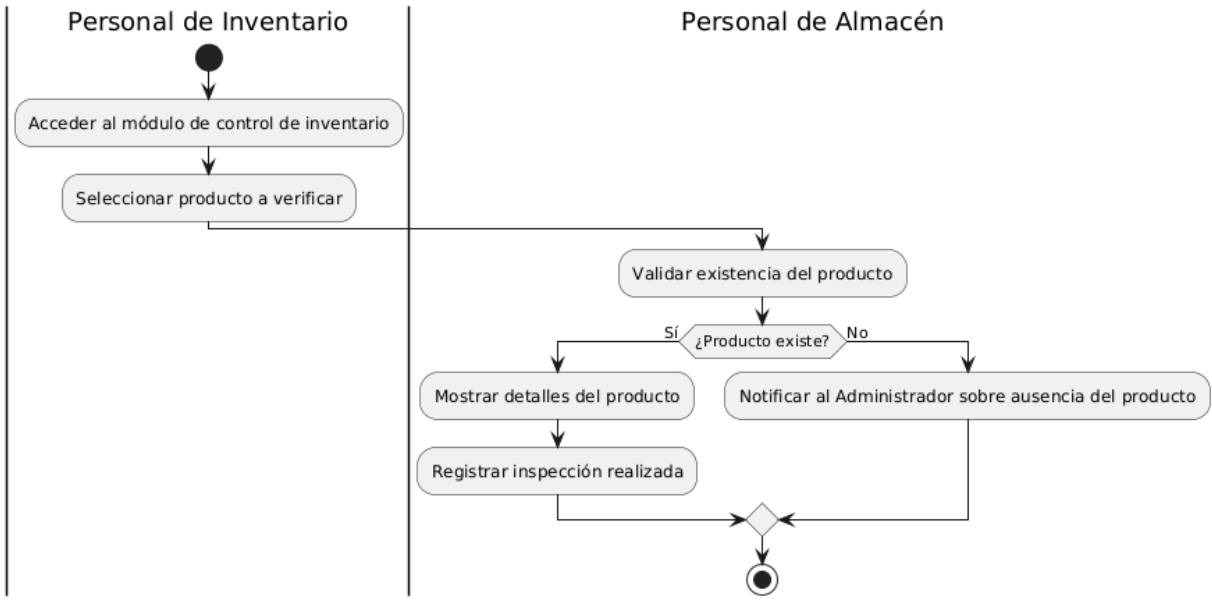 Personal de Inventario
Personal de Almacén
Acceder al módulo de control de inventario
Seleccionar producto a verificar
Validar existencia del producto
Sí
¿Producto existe?
No
Mostrar detalles del producto
Notificar al Administrador sobre ausencia del producto
Registrar inspección realizada